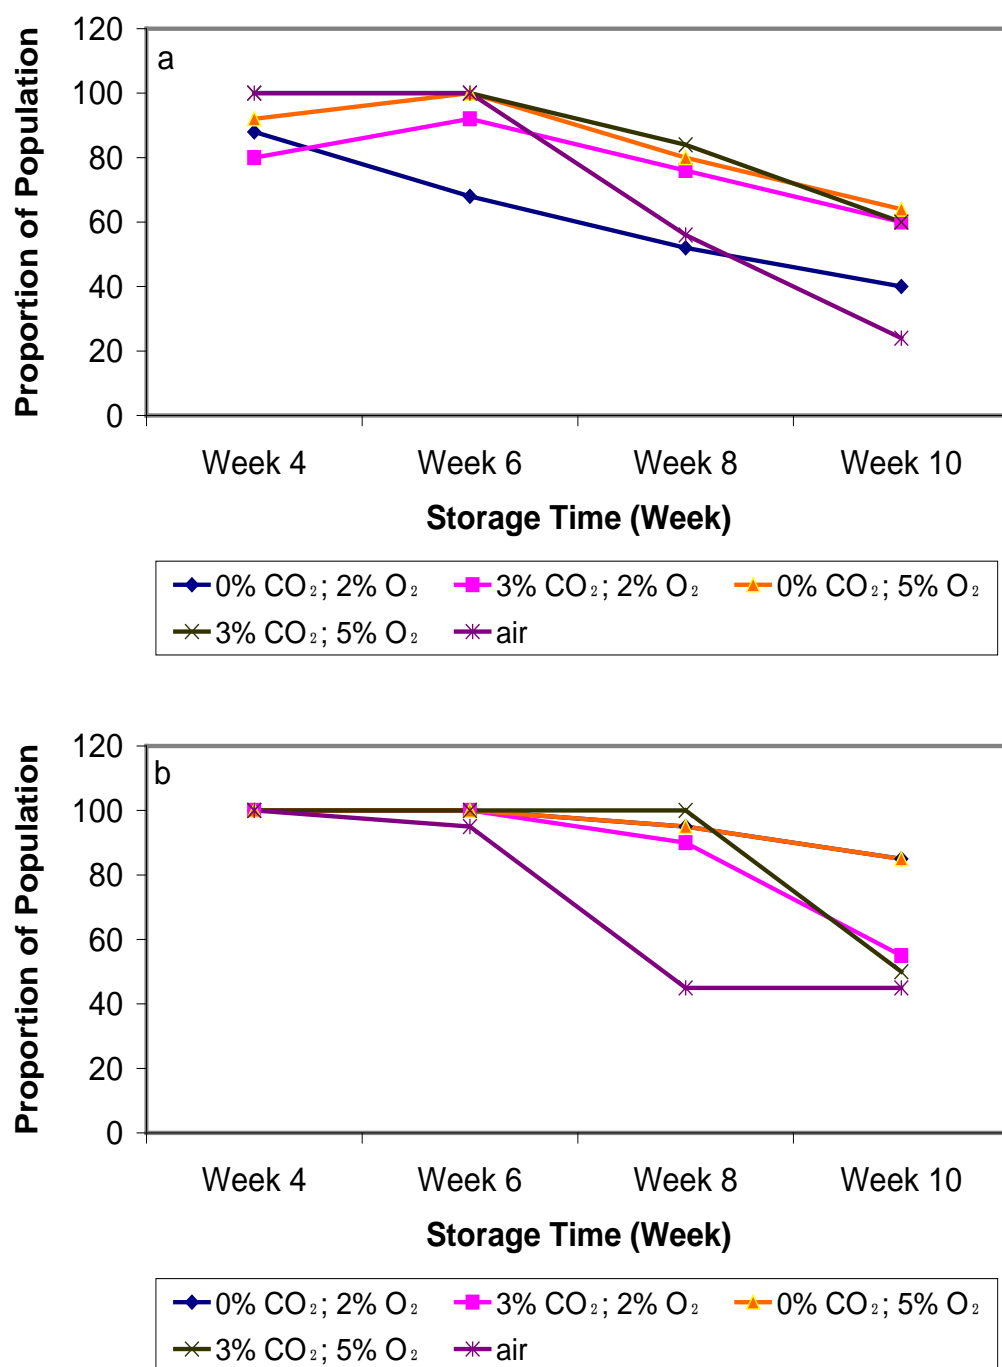 a
Proportion of Population
120
100
80
60
40
20
0
Week 4 Week 6 Week 8 Week 10
Storage Time (Week)
0% CO₂; 2% O₂ 3% CO₂; 2% O₂ 0% CO₂; 5% O₂
3% CO₂; 5% O₂ air
b
Proportion of Population
120
100
80
60
40
20
0
Week 4 Week 6 Week 8 Week 10
Storage Time (Week)
0% CO₂; 2% O₂ 3% CO₂; 2% O₂ 0% CO₂; 5% O₂
3% CO₂; 5% O₂ air